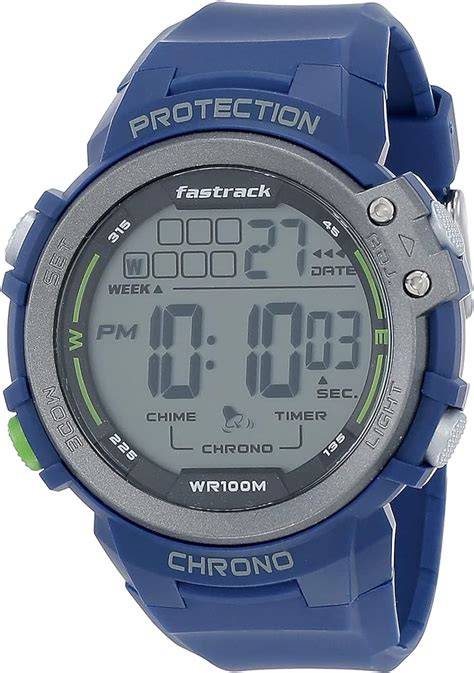 PROTECTION
fastrack
315
45
SET
ADJ
W
27
DATE
WEEK
PM
10:10 03
SEC.
W
E
CHIME
TIMER
CHRONO
MODE
LIGHT
225
135
WR100M
CHRONO